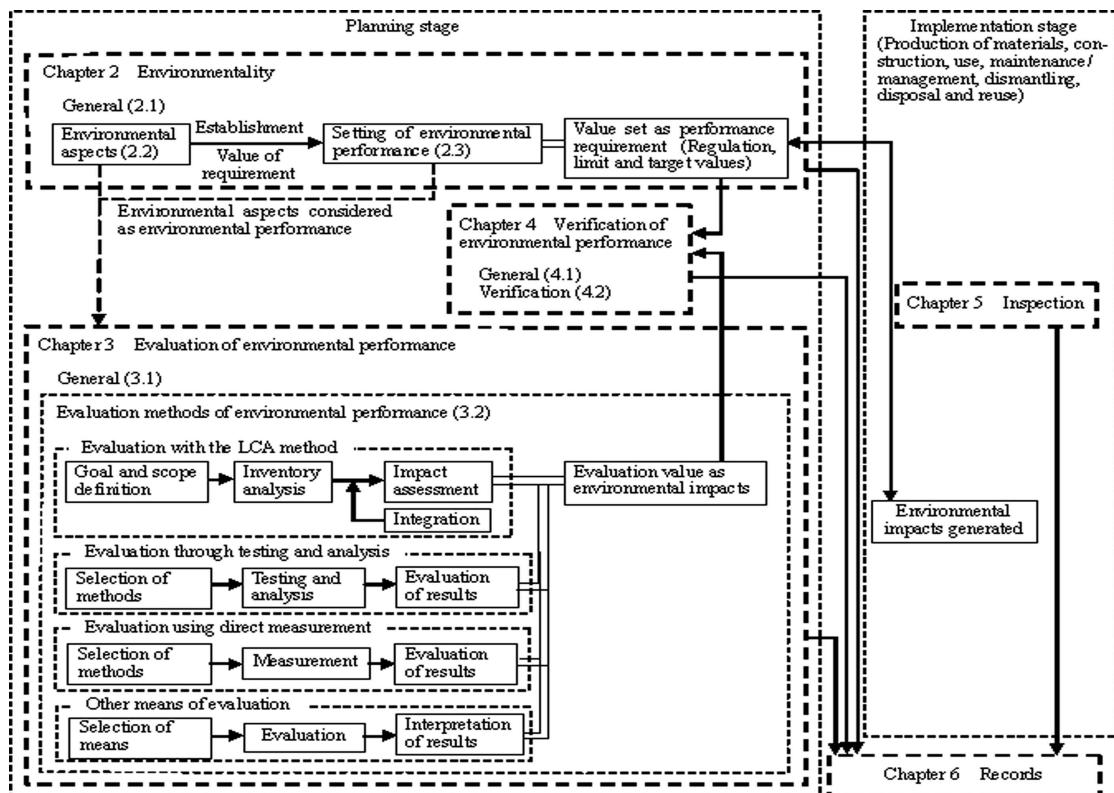 Planning stage
Chapter 2 Environmentality
General (2.1)
Environmental
aspects (2.2)
Establishment
Value of
requirement
Setting of environmental
performance (2.3)
Value set as performance
requirement (Regulation,
limit and target values)
Environmental aspects considered
as environmental performance
Chapter 4 Verification of
environmental performance
General (4.1)
Verification (4.2)
Chapter 3 Evaluation of environmental performance
General (3.1)
Evaluation methods of environmental performance (3.2)
Evaluation with the LCA method
Goal and scope
definition
Inventory
analysis
Impact
assessment
Integration
Evaluation value as
environmental impacts
Evaluation through testing and analysis
Selection of
methods
Testing and
analysis
Evaluation
of results
Evaluation using direct measurement
Selection of
methods
Measurement
Evaluation
of results
Other means of evaluation
Selection of
means
Evaluation
Interpretation
of results
Implementation stage
(Production of materials, con-
struction, use, maintenance/
management, dismantling,
disposal and reuse)
Chapter 5 Inspection
Environmental
impacts generated
Chapter 6 Records